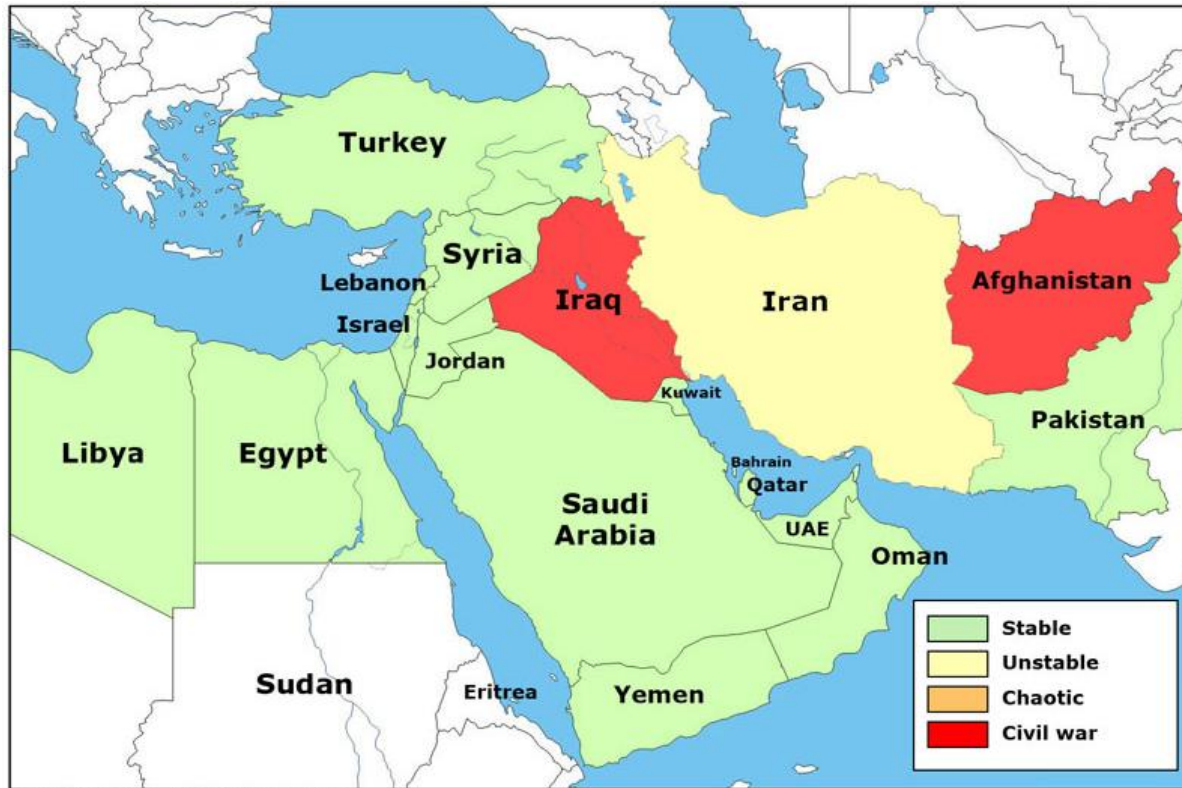 Turkey
Syria
Lebanon
Iraq
Iran
Afghanistan
Israel
Jordan
Kuwait
Pakistan
Libya
Egypt
Bahrain
Qatar
Saudi
Arabia
UAE
Oman
Sudan
Eritrea
Yemen
Stable
Unstable
Chaotic
Civil war